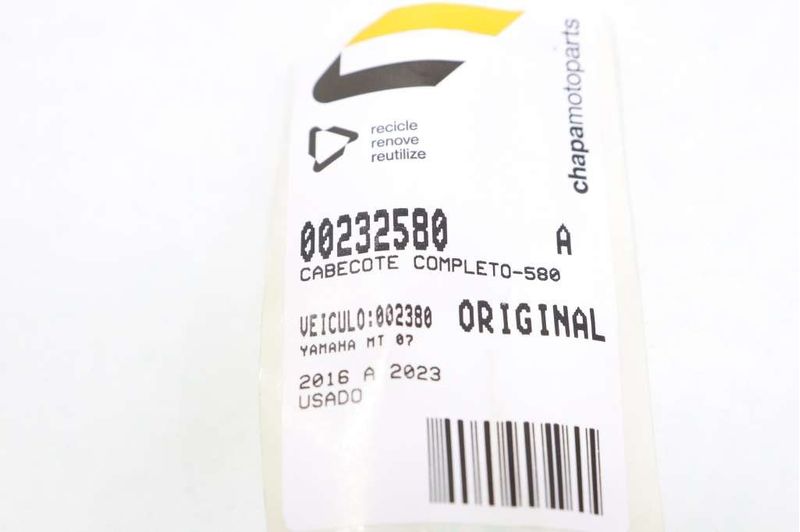 recicle
renove
reutilize
chapamotoparts
00232580 A
CABECOTE COMPLETO-580
VEICULO:002380 ORIGINAL
YAMAHA MT 07
2016 A 2023
USADO